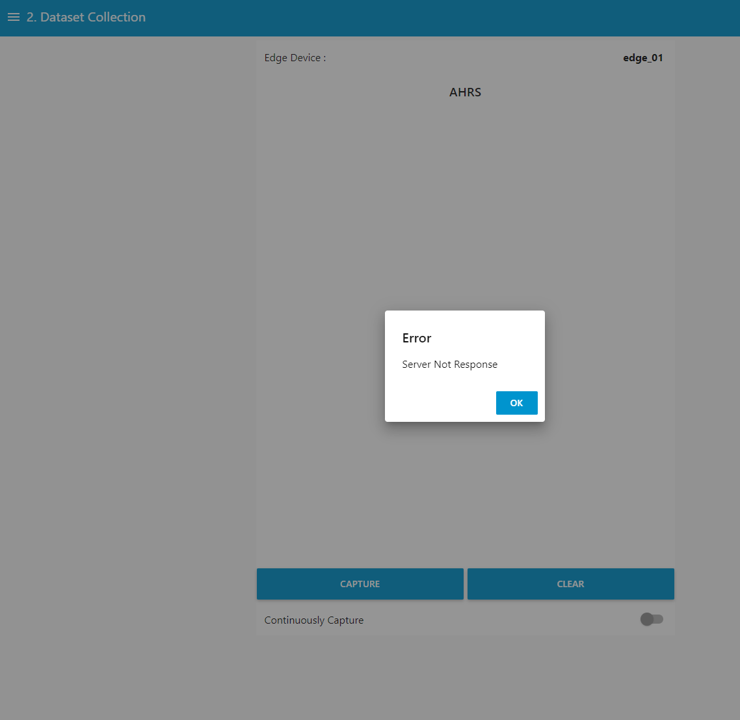 2. Dataset Collection
Edge Device : edge_01
AHRS
Error
Server Not Response
OK
CAPTURE CLEAR
Continuously Capture